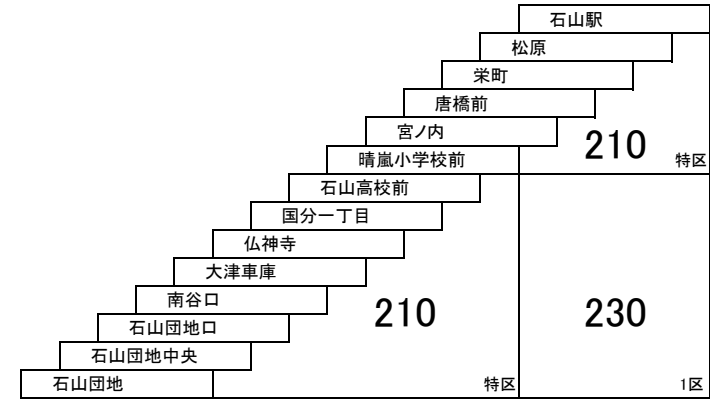 石山駅
松原
栄町
唐橋前
宮ノ内
210
特区
晴嵐小学校前
石山高校前
国分一丁目
仏神寺
大津車庫
南谷口
210
230
石山団地口
石山団地中央
石山団地
特区
1区